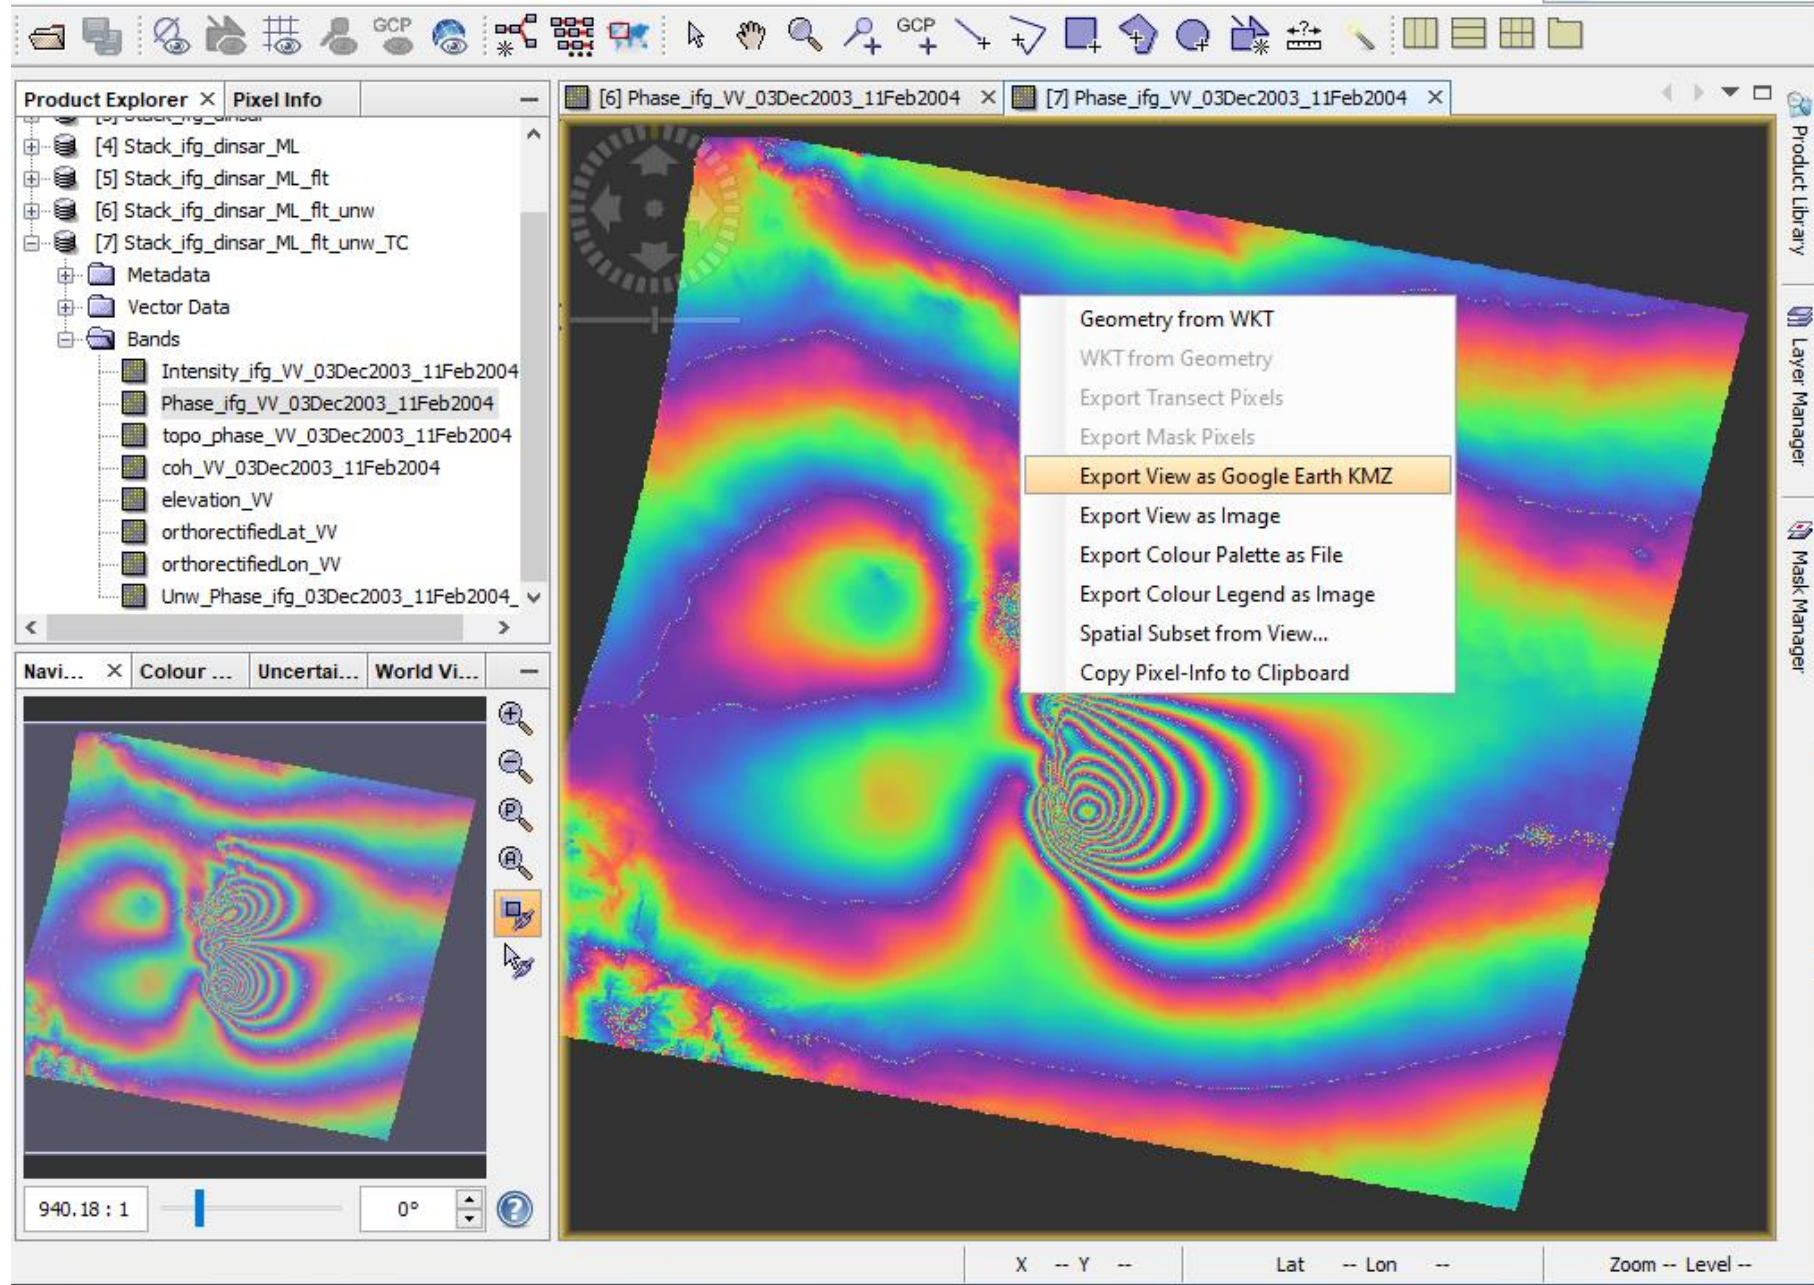 GCP
GCP
Product Explorer
Pixel Info
[6] Phase_ifg_VV_03Dec2003_11Feb2004
[7] Phase_ifg_VV_03Dec2003_11Feb2004
[4] Stack_ifg_dinsar_ML
[5] Stack_ifg_dinsar_ML_flt
[6] Stack_ifg_dinsar_ML_flt_unw
[7] Stack_ifg_dinsar_ML_flt_unw_TC
Metadata
Vector Data
Bands
Intensity_ifg_VV_03Dec2003_11Feb2004
Phase_ifg_VV_03Dec2003_11Feb2004
topo_phase_VV_03Dec2003_11Feb2004
coh_VV_03Dec2003_11Feb2004
elevation_VV
orthorectifiedLat_VV
orthorectifiedLon_VV
Unw_Phase_ifg_03Dec2003_11Feb2004_
Geometry from WKT
WKT from Geometry
Export Transect Pixels
Export Mask Pixels
Export View as Google Earth KMZ
Export View as Image
Export Colour Palette as File
Export Colour Legend as Image
Spatial Subset from View...
Copy Pixel-Info to Clipboard
Product Library
Layer Manager
Mask Manager
Navi...
Colour ...
Uncertai...
World Vi...
940.18 : 1
0°
X -- Y --
Lat -- Lon --
Zoom -- Level --